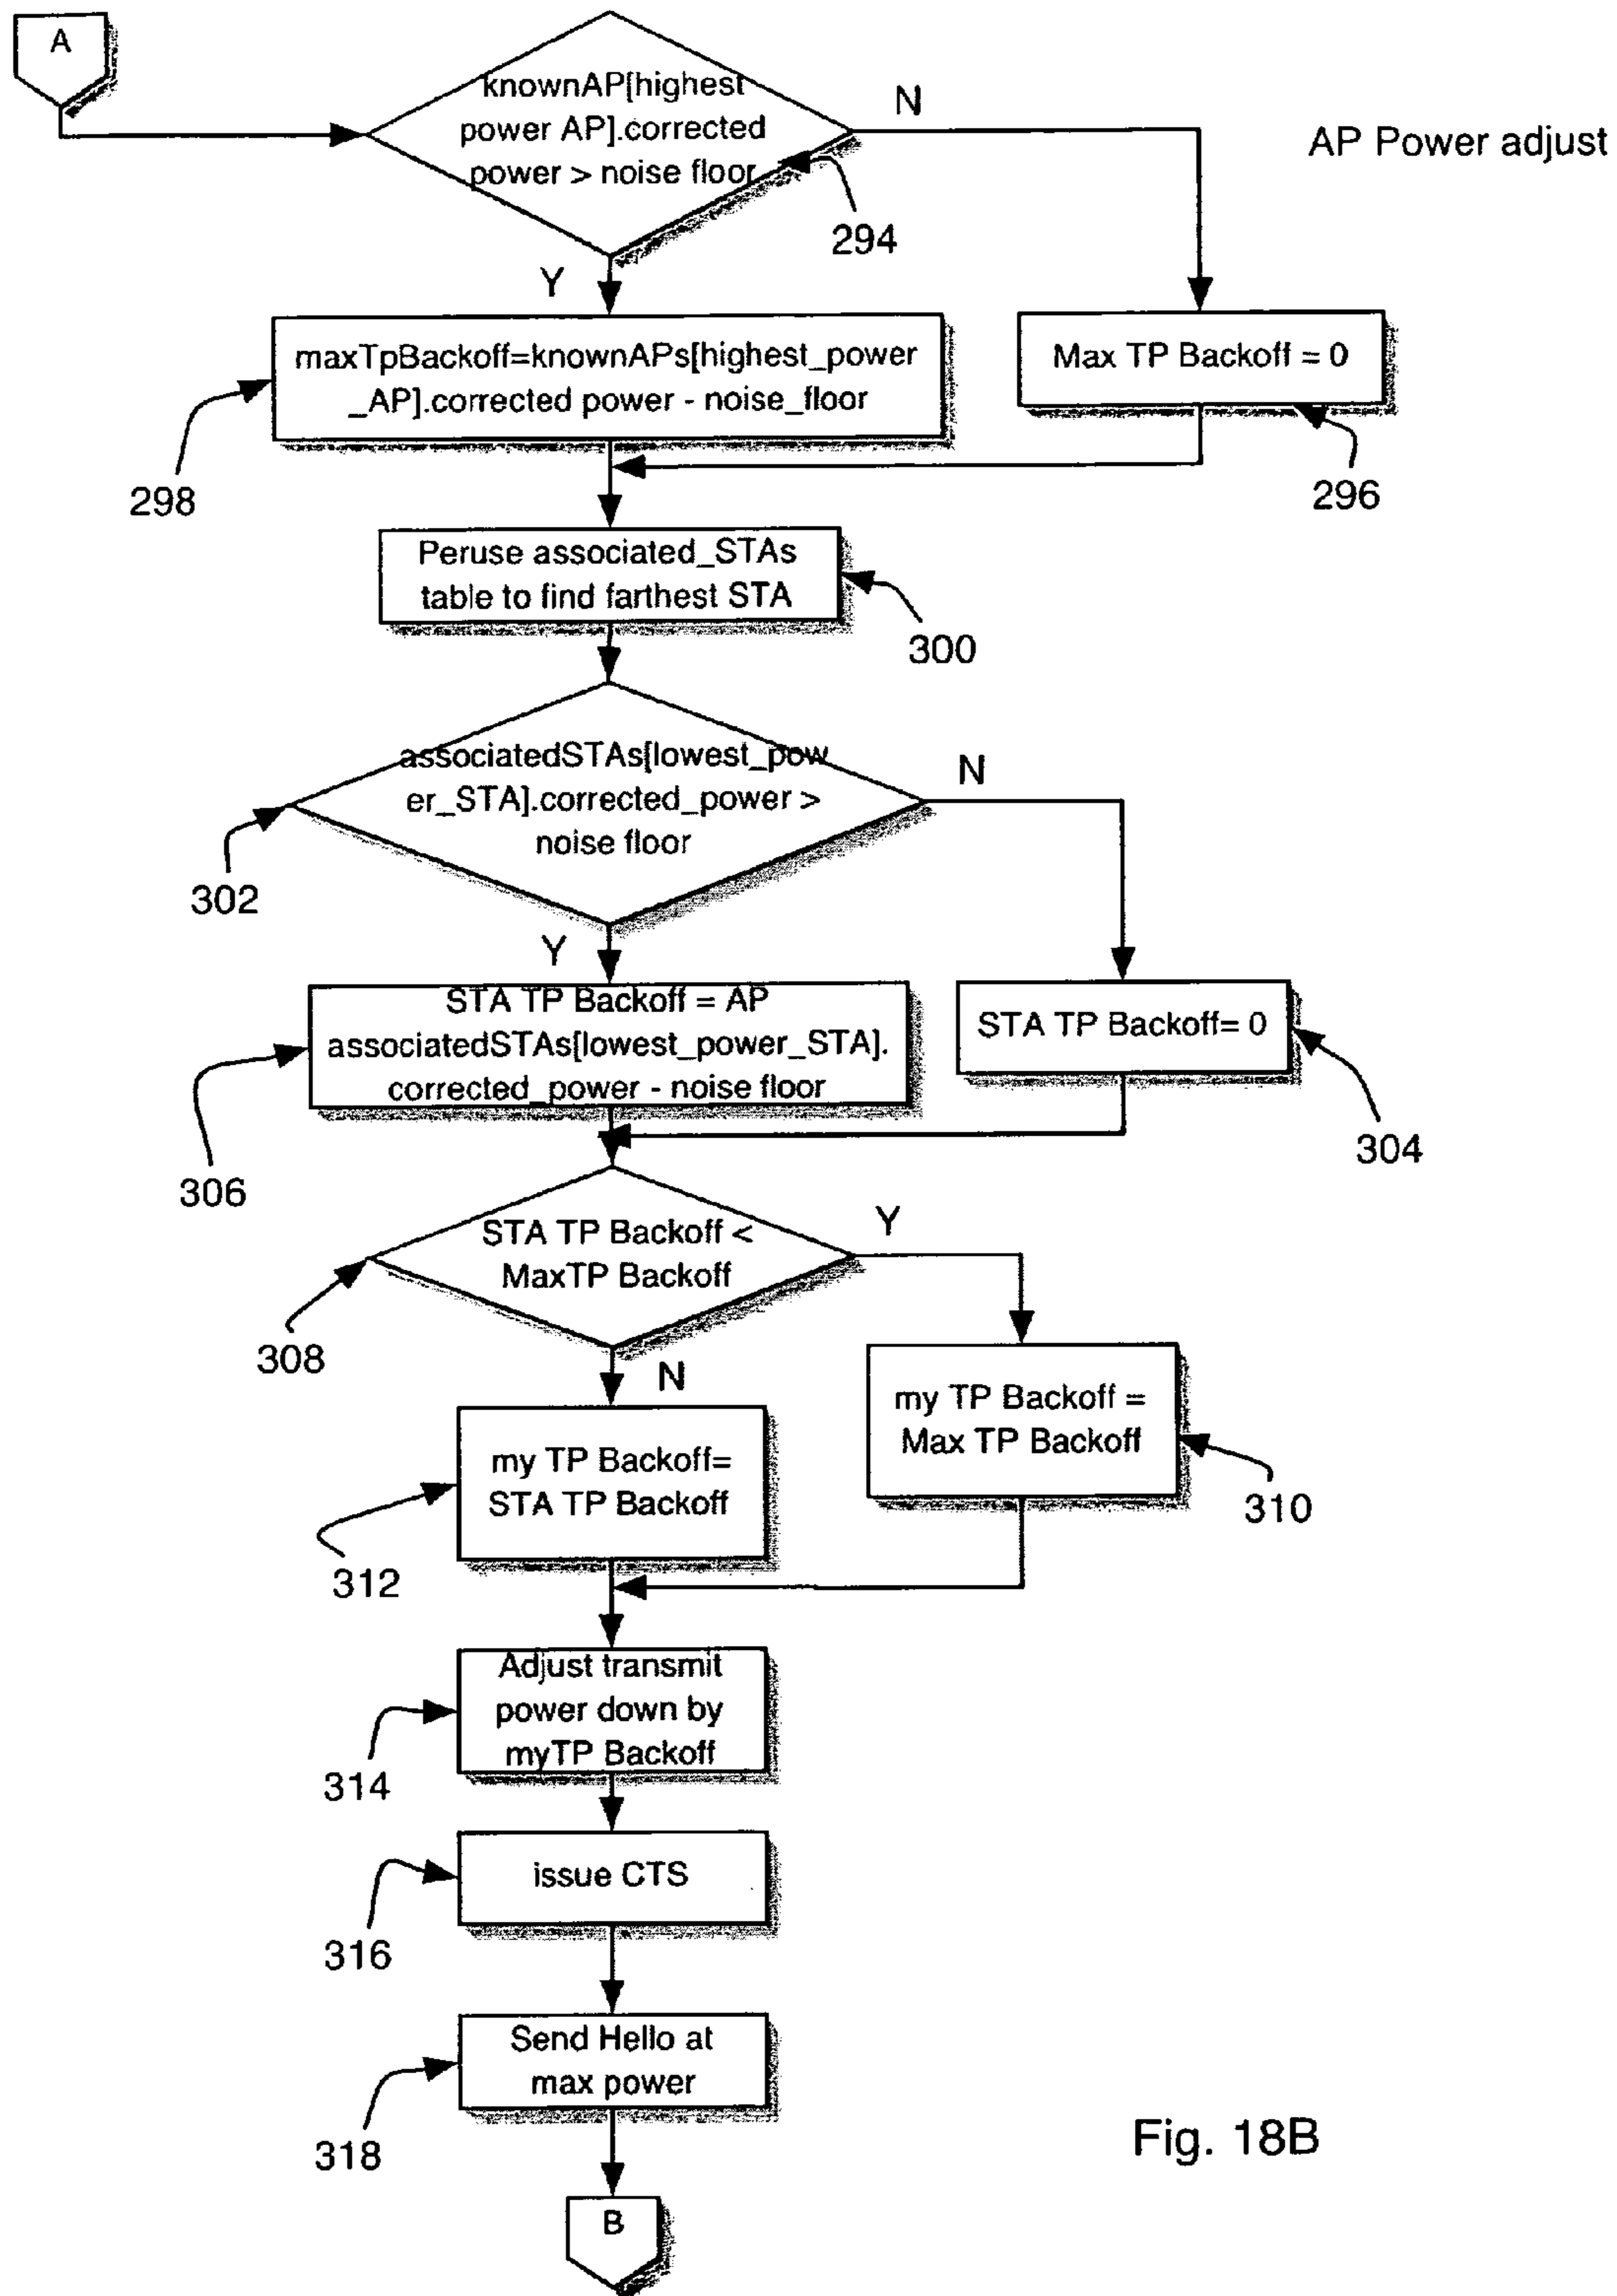 A
knownAP[highest
power AP].corrected
power > noise floor
N
AP Power adjust
294
Y
maxTpBackoff=knownAPs[highest_power
_AP].corrected power - noise_floor
Max TP Backoff = 0
298
296
Peruse associated_STAs
table to find farthest STA
300
associatedSTAs[lowest_pow
er_STA].corrected_power >
noise floor
N
302
Y
STA TP Backoff = AP
associatedSTAs[lowest_power_STA].
corrected_power - noise floor
STA TP Backoff= 0
306
304
STA TP Backoff <
MaxTP Backoff
Y
308
N
my TP Backoff =
Max TP Backoff
my TP Backoff=
STA TP Backoff
310
312
Adjust transmit
power down by
myTP Backoff
314
issue CTS
316
Send Hello at
max power
318
Fig. 18B
B